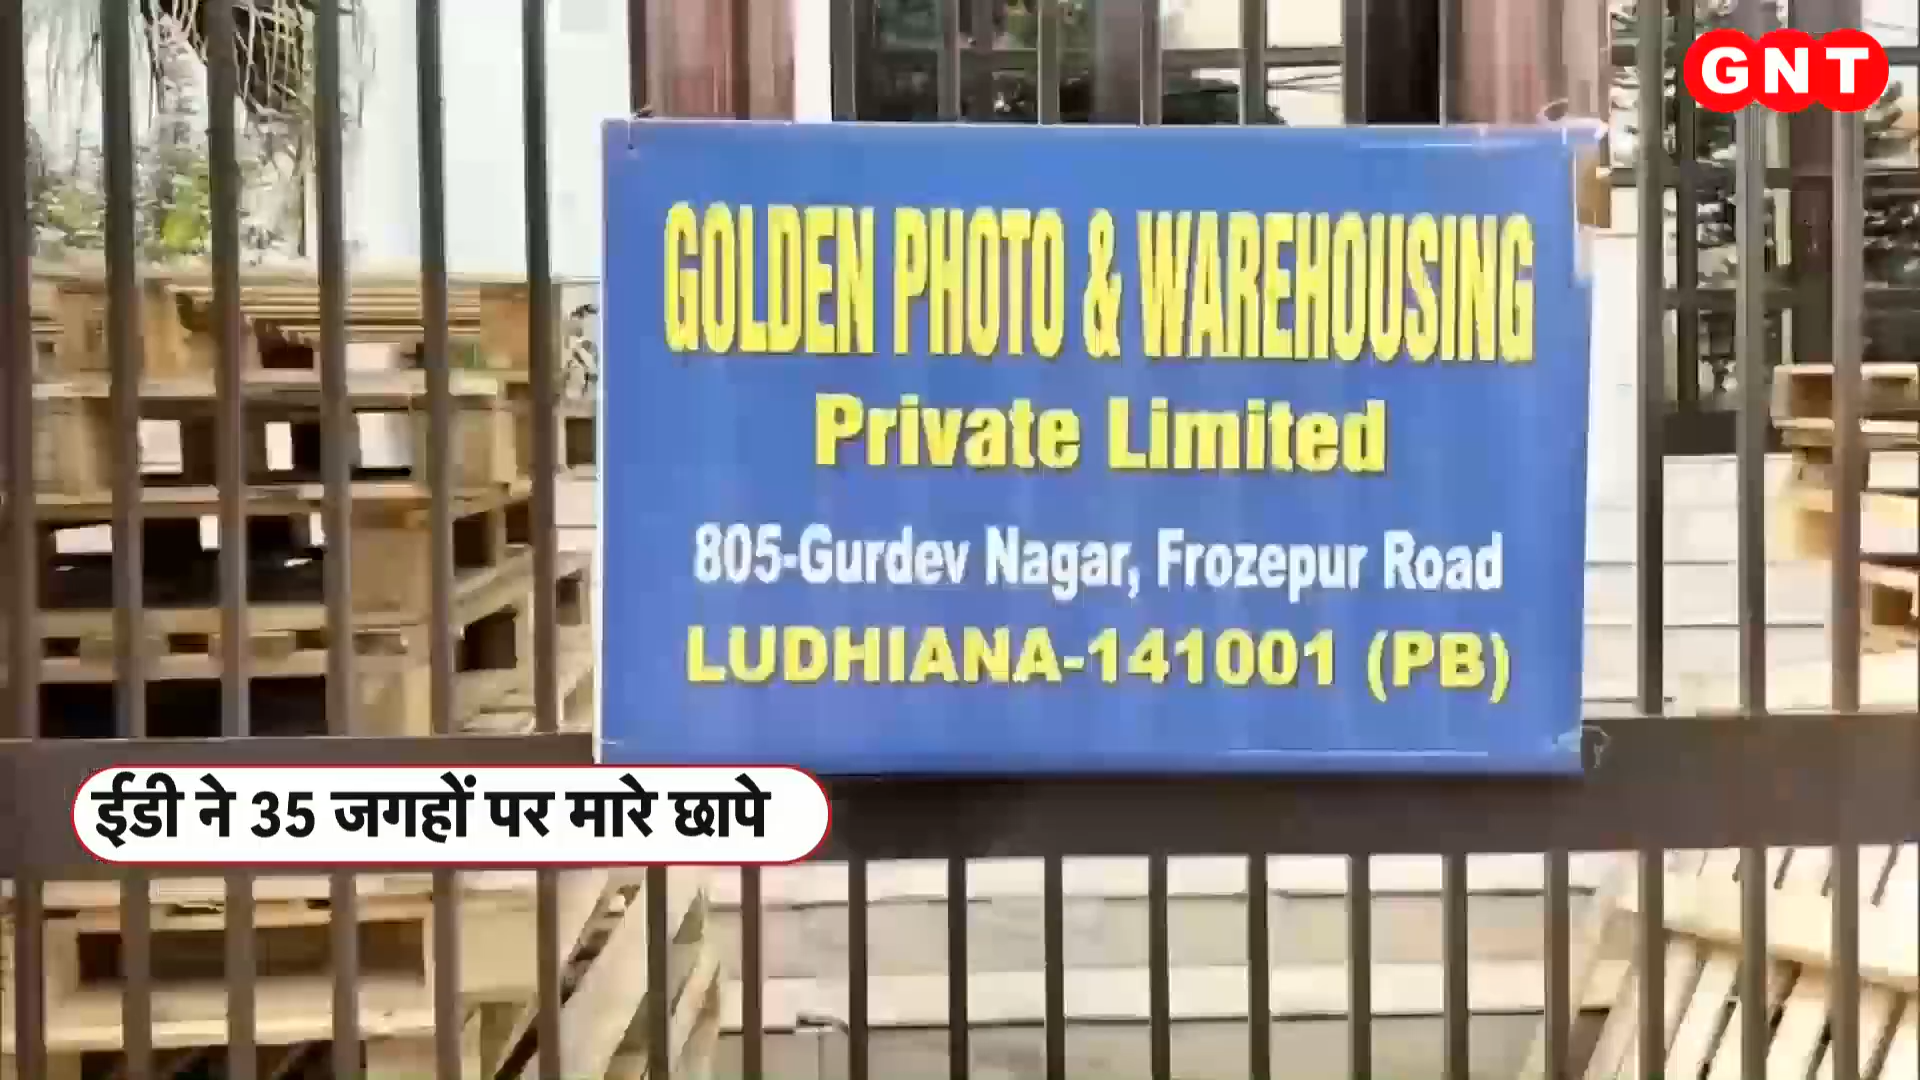 GNT
GOLDEN PHOTO & WAREHOUSING
Private Limited
805-Gurdev Nagar, Frozepur Road
LUDHIANA-141001 (PB)
ईडी ने 35 जगहों पर मारे छापे